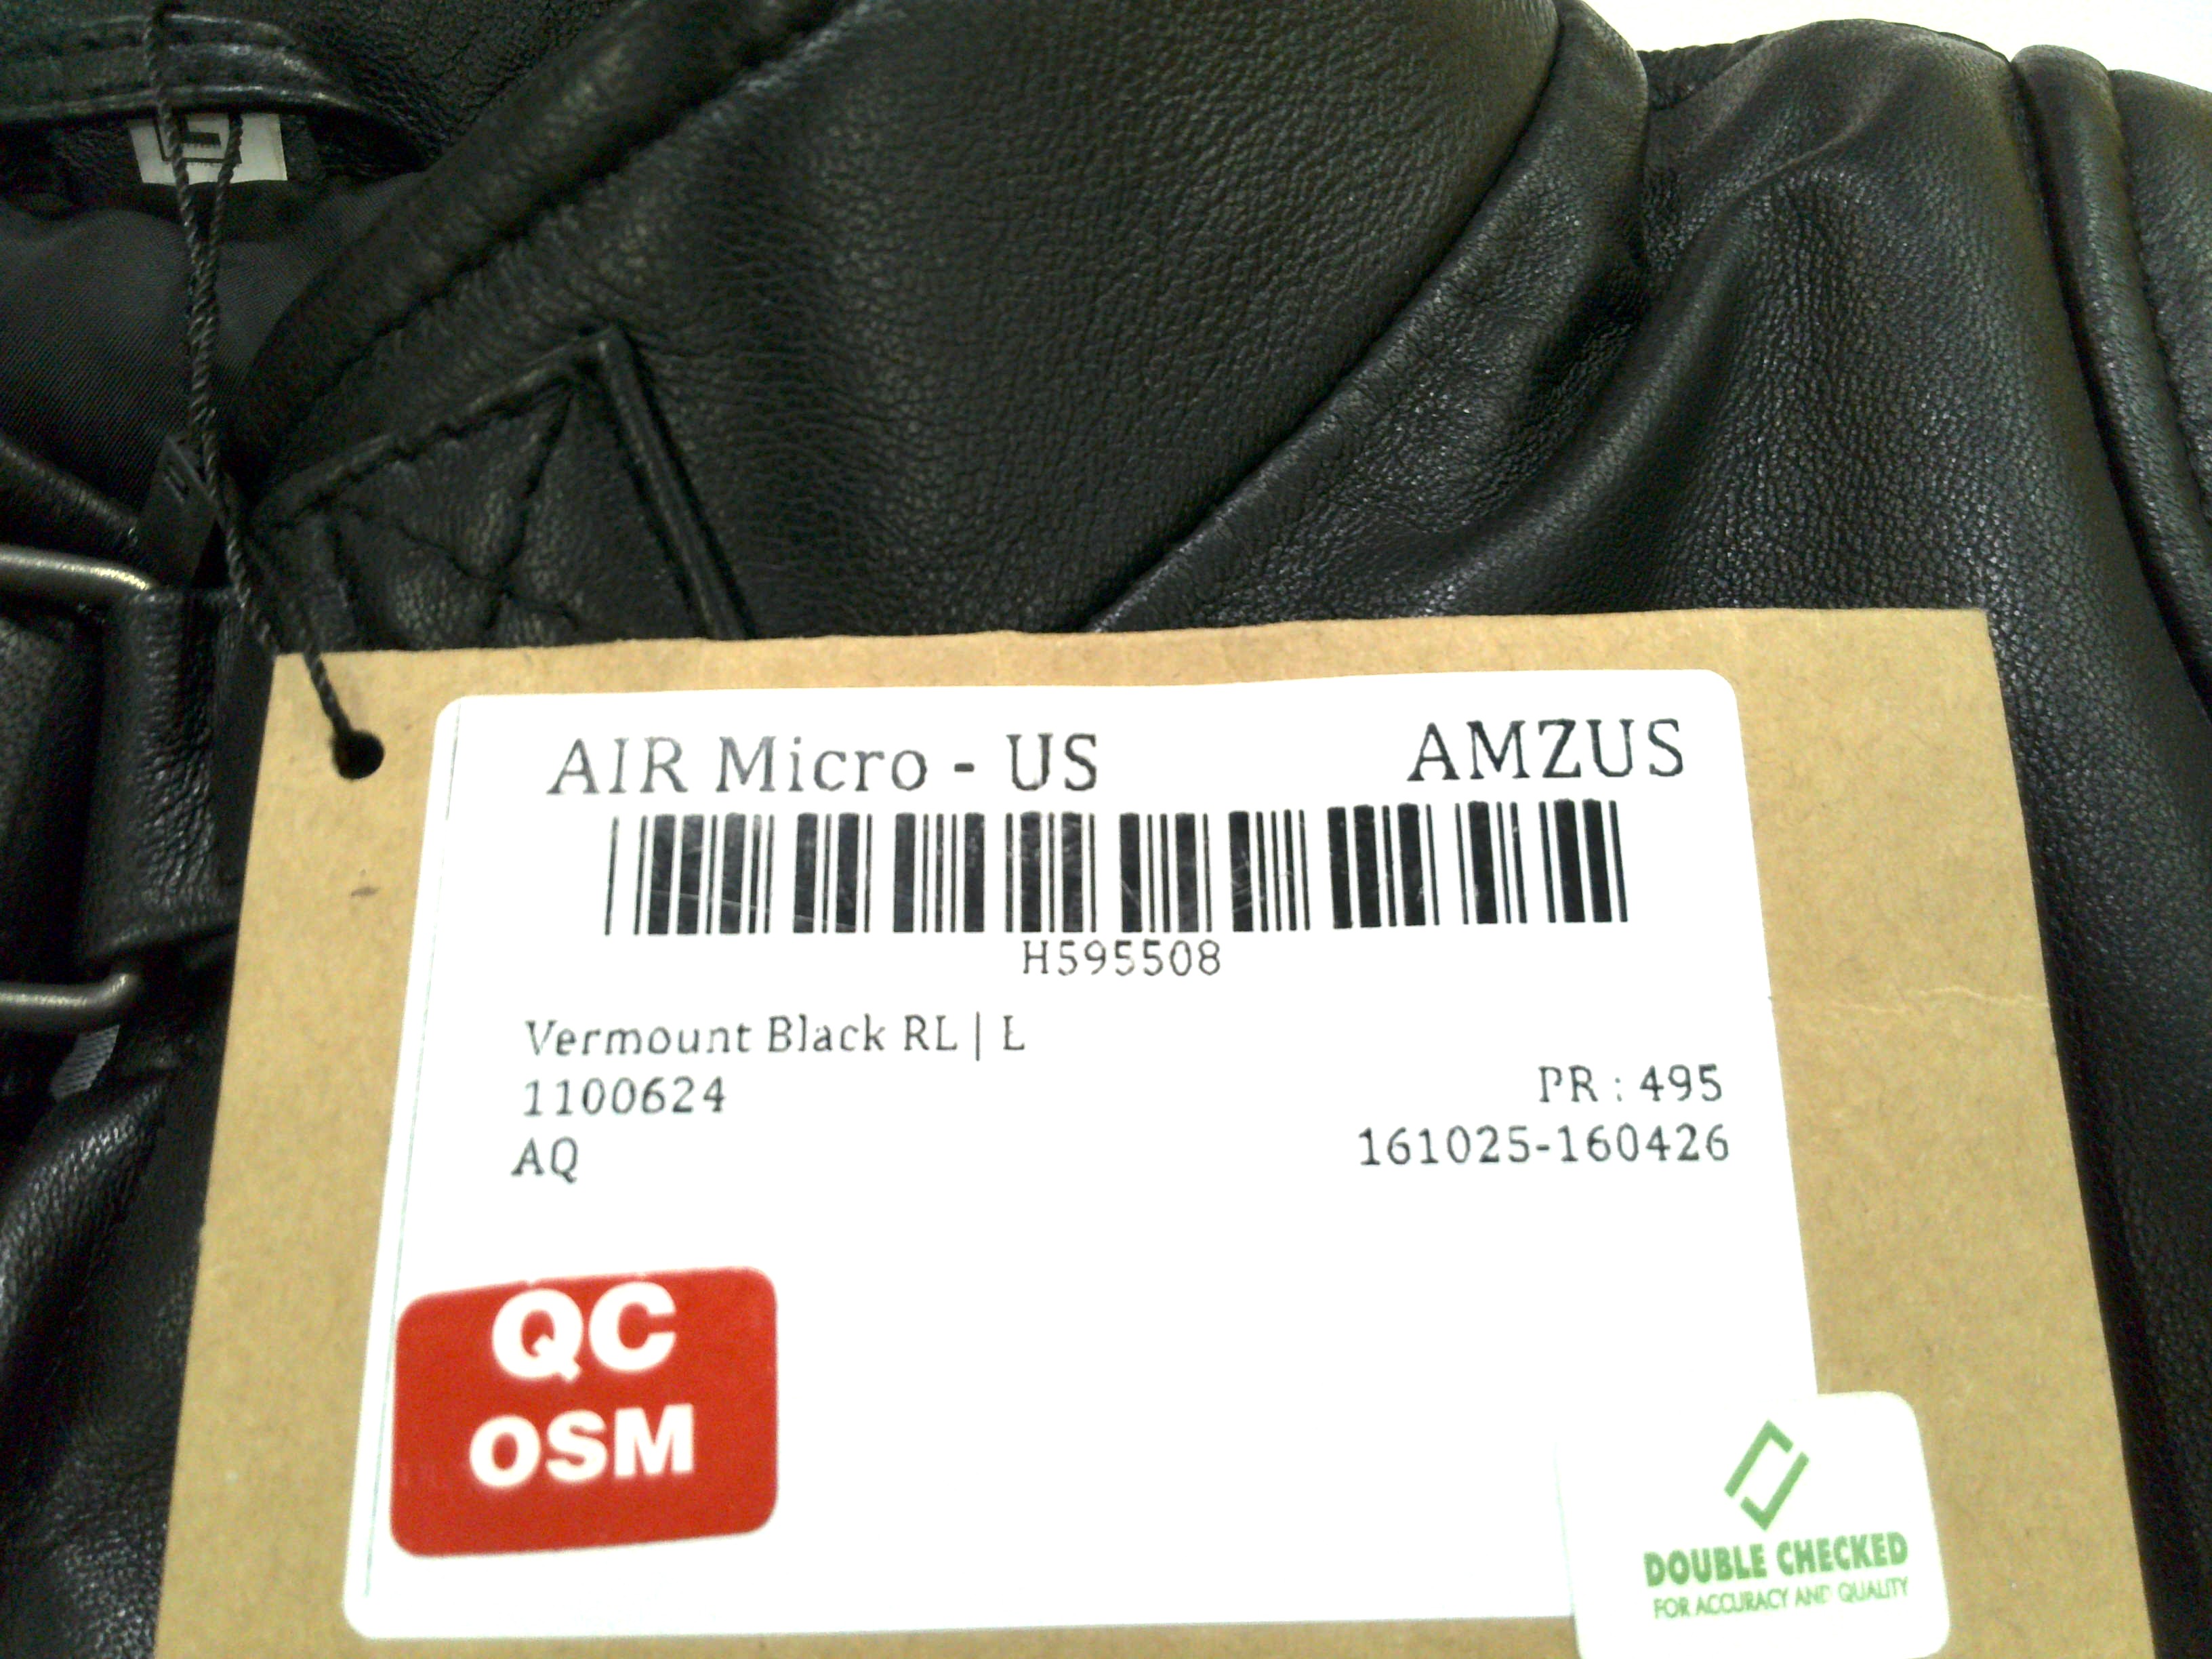 L
AIR Micro - US AMZUS
H595508
Vermount Black RL | L
1100624 PR : 495
AQ 161025-160426
QC
OSM
DOUBLE CHECKED
FOR ACCURACY AND QUALITY